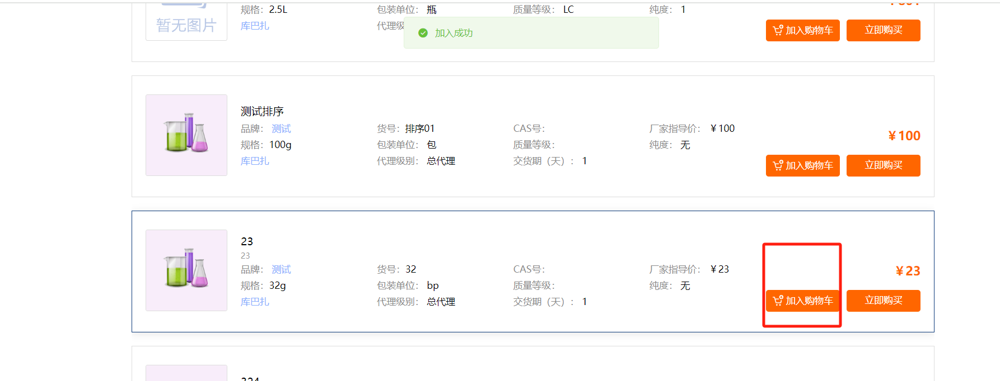 规格： 2.5L 包装单位： 瓶 质量等级： LC 纯度： 1
暂无图片 库巴扎 代理级
加入成功
加入购物车 立即购买
测试排序
品牌： 测试 货号： 排序01 CAS号： 厂家指导价： ￥100
规格： 100g 包装单位： 包 质量等级： 纯度： 无
￥100
库巴扎 代理级别： 总代理 交货期（天）： 1
加入购物车 立即购买
23
23
品牌： 测试 货号： 32 CAS号： 厂家指导价： ￥23
￥23
规格： 32g 包装单位： bp 质量等级： 纯度： 无
库巴扎 代理级别： 总代理 交货期（天）： 1
加入购物车 立即购买